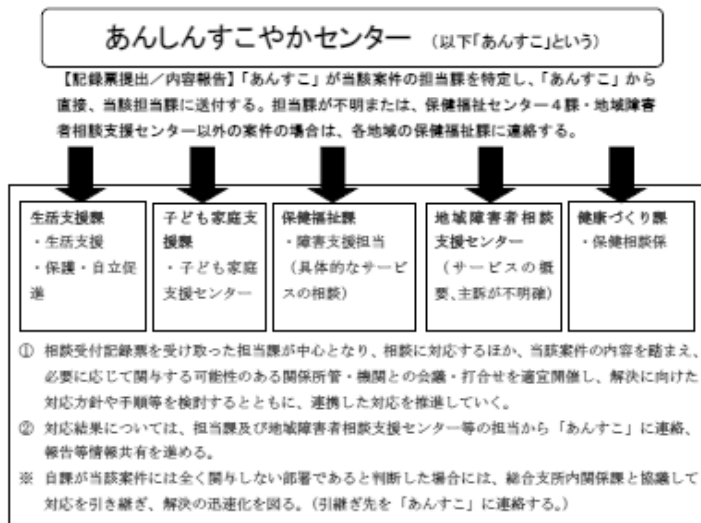 あんしんすこやかセンター (以下「あんすこ」という)
【記録票提出／内容報告】「あんすこ」が当該案件の担当課を特定し、「あんすこ」から
直接、当該担当課に送付する。担当課が不明または、保健福祉センター４課・地域障害
者相談支援センター以外の案件の場合は、各地域の保健福祉課に連絡する。
生活支援課
・生活支援
・保護・自立促
進
子ども家庭支
援課
・子ども家庭
支援センター
保健福祉課
・障害支援担当
（具体的なサービ
スの相談）
地域障害者相談
支援センター
（サービスの概
要、主訴が不明確）
健康づくり課
・保健相談係
① 相談受付記録票を受け取った担当課が中心となり、相談に対応するほか、当該案件の内容を踏まえ、
必要に応じて関与する可能性のある関係所管・機関との会議・打合せを適宜開催し、解決に向けた
対応方針や手順等を検討するとともに、連携した対応を推進していく。
② 対応結果については、担当課及び地域障害者相談支援センター等の担当から「あんすこ」に連絡、
報告等情報共有を進める。
※ 自課が当該案件には全く関与しない部署であると判断した場合には、総合支所内関係課と協議して
対応を引き継ぎ、解決の迅速化を図る。（引継ぎ先を「あんすこ」に連絡する。）